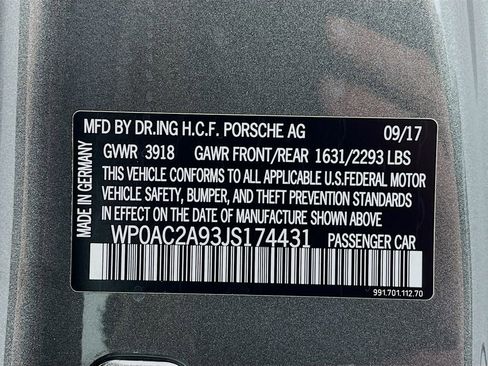 MFD BY DR.ING H.C.F. PORSCHE AG 09/17
GVWR 3918 GAWR FRONT/REAR 1631/2293 LBS
THIS VEHICLE CONFORMS TO ALL APPLICABLE U.S.FEDERAL MOTOR
VEHICLE SAFETY, BUMPER, AND THEFT PREVENTION STANDARDS
IN EFFECT ON THE DATE OF MANUFACTURE SHOWN ABOVE.
WP0AC2A93JS174431 PASSENGER CAR
991.701.112.70
MADE IN GERMANY